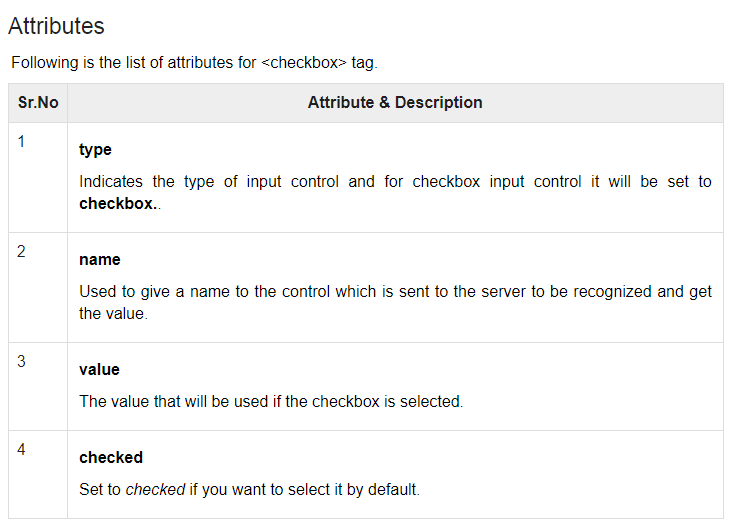 Attributes
Following is the list of attributes for <checkbox> tag.
Sr.No Attribute & Description
1
type
Indicates the type of input control and for checkbox input control it will be set to
checkbox..
2
name
Used to give a name to the control which is sent to the server to be recognized and get
the value.
3
value
The value that will be used if the checkbox is selected.
4
checked
Set to checked if you want to select it by default.